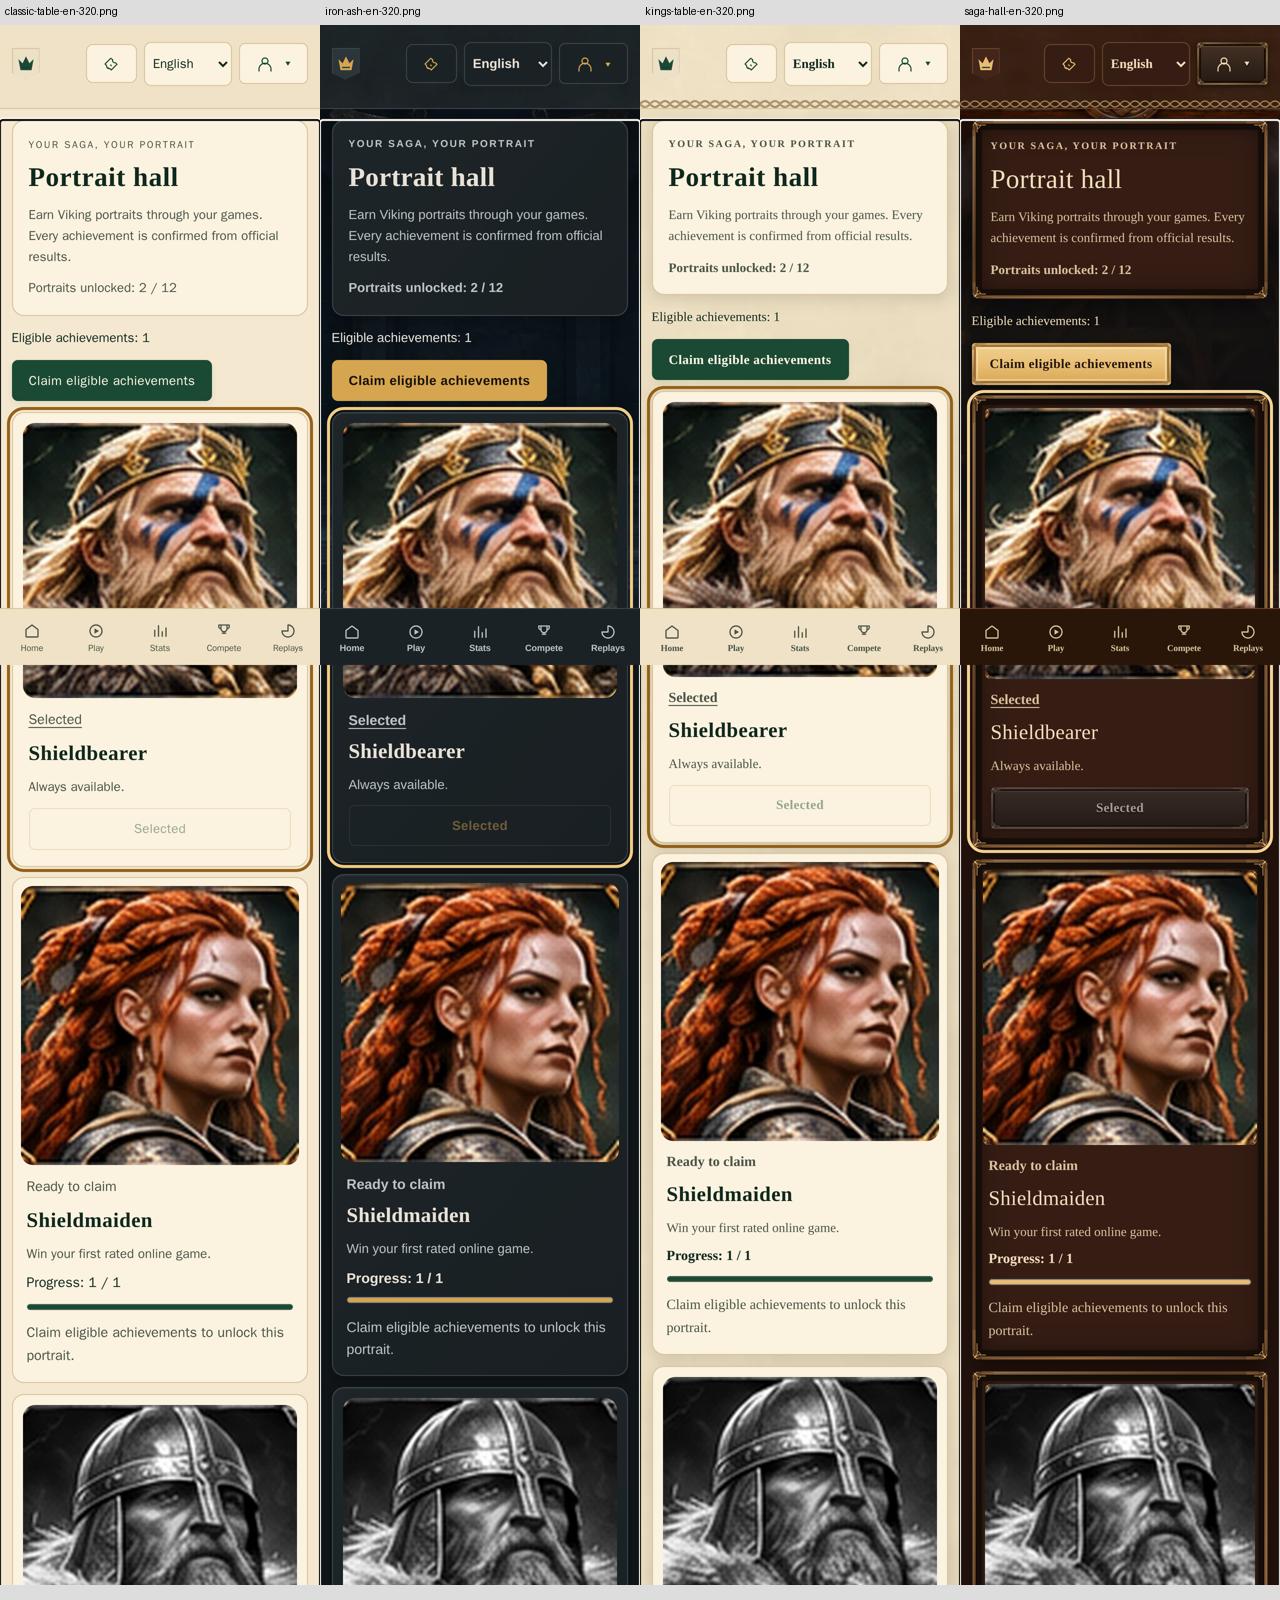 classic-table-en-320.png
English
YOUR SAGA, YOUR PORTRAIT
Portrait hall
Earn Viking portraits through your games.
Every achievement is confirmed from official
results.
Portraits unlocked: 2 / 12
Eligible achievements: 1
Claim eligible achievements
Home
Play
Stats
Compete
Replays
Selected
Shieldbearer
Always available.
Selected
Ready to claim
Shieldmaiden
Win your first rated online game.
Progress: 1 / 1
Claim eligible achievements to unlock this
portrait.
iron-ash-en-320.png
English
YOUR SAGA, YOUR PORTRAIT
Portrait hall
Earn Viking portraits through your games.
Every achievement is confirmed from official
results.
Portraits unlocked: 2 / 12
Eligible achievements: 1
Claim eligible achievements
Home
Play
Stats
Compete
Replays
Selected
Shieldbearer
Always available.
Selected
Ready to claim
Shieldmaiden
Win your first rated online game.
Progress: 1 / 1
Claim eligible achievements to unlock this
portrait.
kings-table-en-320.png
English
YOUR SAGA, YOUR PORTRAIT
Portrait hall
Earn Viking portraits through your games. Every
achievement is confirmed from official results.
Portraits unlocked: 2 / 12
Eligible achievements: 1
Claim eligible achievements
Home
Play
Stats
Compete
Replays
Selected
Shieldbearer
Always available.
Selected
Ready to claim
Shieldmaiden
Win your first rated online game.
Progress: 1 / 1
Claim eligible achievements to unlock this
portrait.
saga-hall-en-320.png
English
YOUR SAGA, YOUR PORTRAIT
Portrait hall
Earn Viking portraits through your games. Every
achievement is confirmed from official results.
Portraits unlocked: 2 / 12
Eligible achievements: 1
Claim eligible achievements
Home
Play
Stats
Compete
Replays
Selected
Shieldbearer
Always available.
Selected
Ready to claim
Shieldmaiden
Win your first rated online game.
Progress: 1 / 1
Claim eligible achievements to unlock this
portrait.